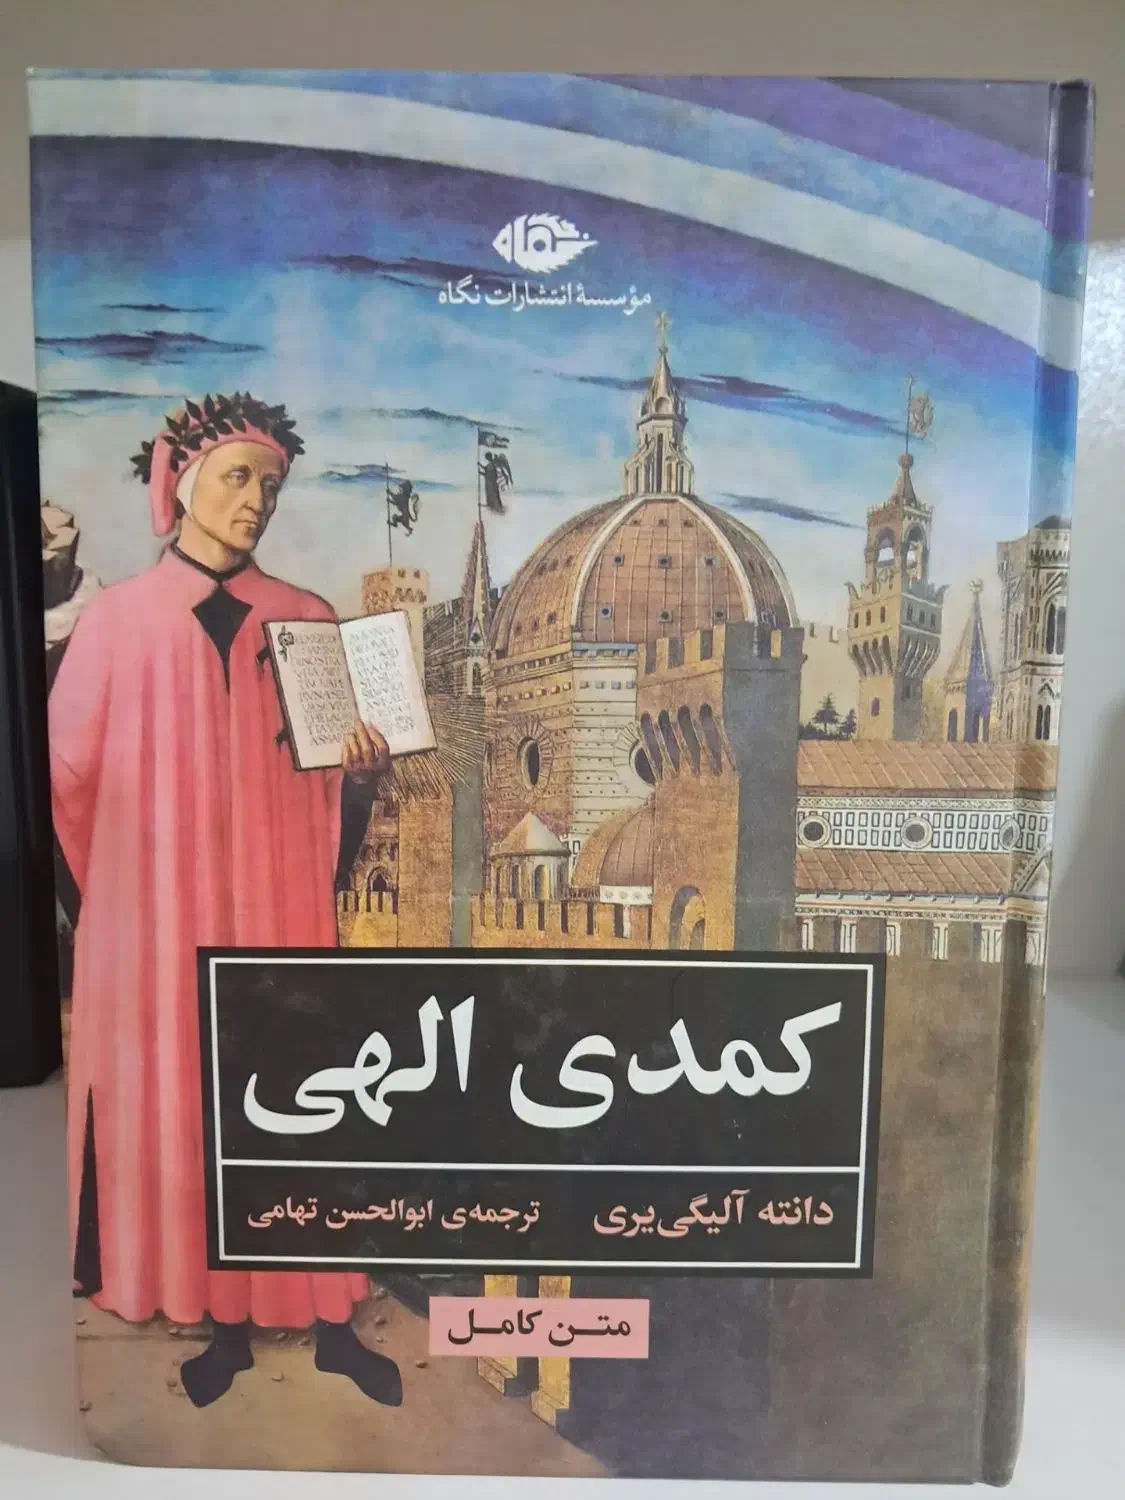 نگاه
مؤسسهٔ انتشارات نگاه
کمدی الهی
دانته آلیگی‌یری ترجمه‌ی ابوالحسن تهامی
متن کامل